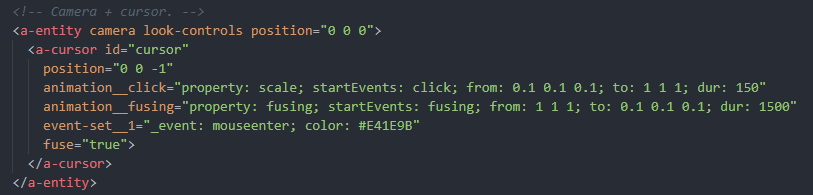 <!-- Camera + cursor. -->
<a-entity camera look-controls position="0 0 0">
<a-cursor id="cursor"
position="0 0 -1"
animation__click="property: scale; startEvents: click; from: 0.1 0.1 0.1; to: 1 1 1; dur: 150"
animation__fusing="property: fusing; startEvents: fusing; from: 1 1 1; to: 0.1 0.1 0.1; dur: 1500"
event-set__1="_event: mouseenter; color: #E41E9B"
fuse="true">
</a-cursor>
</a-entity>